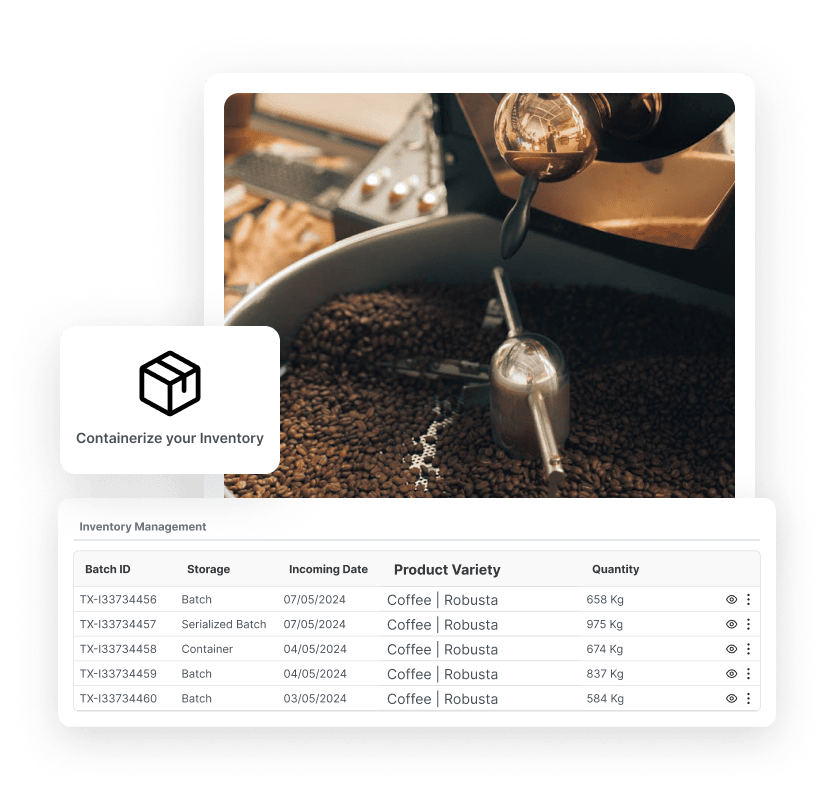 Containerize your Inventory
Inventory Management
Batch ID Storage Incoming Date Product Variety Quantity
TX-I33734456 Batch 07/05/2024 Coffee | Robusta 658 Kg
TX-I33734457 Serialized Batch 07/05/2024 Coffee | Robusta 975 Kg
TX-I33734458 Container 04/05/2024 Coffee | Robusta 674 Kg
TX-I33734459 Batch 04/05/2024 Coffee | Robusta 837 Kg
TX-I33734460 Batch 03/05/2024 Coffee | Robusta 584 Kg